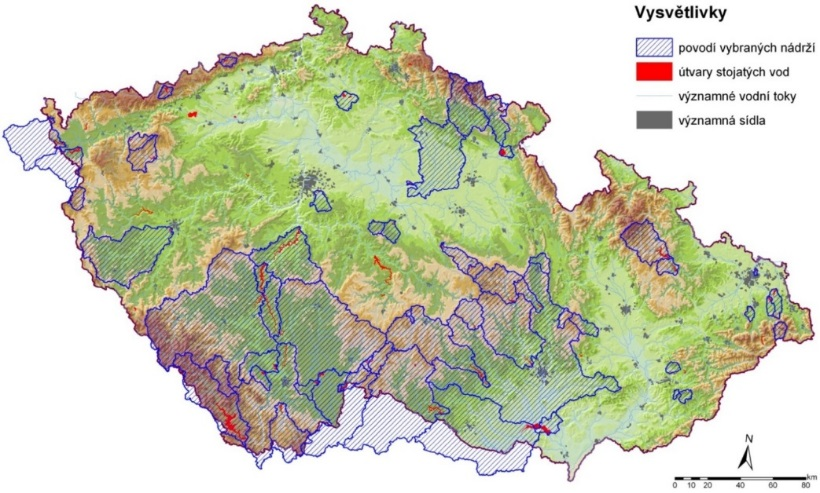 Vysvětlivky
povodí vybraných nádrží
útvary stojatých vod
významné vodní toky
významná sídla
N
km
0 10 20 40 60 80